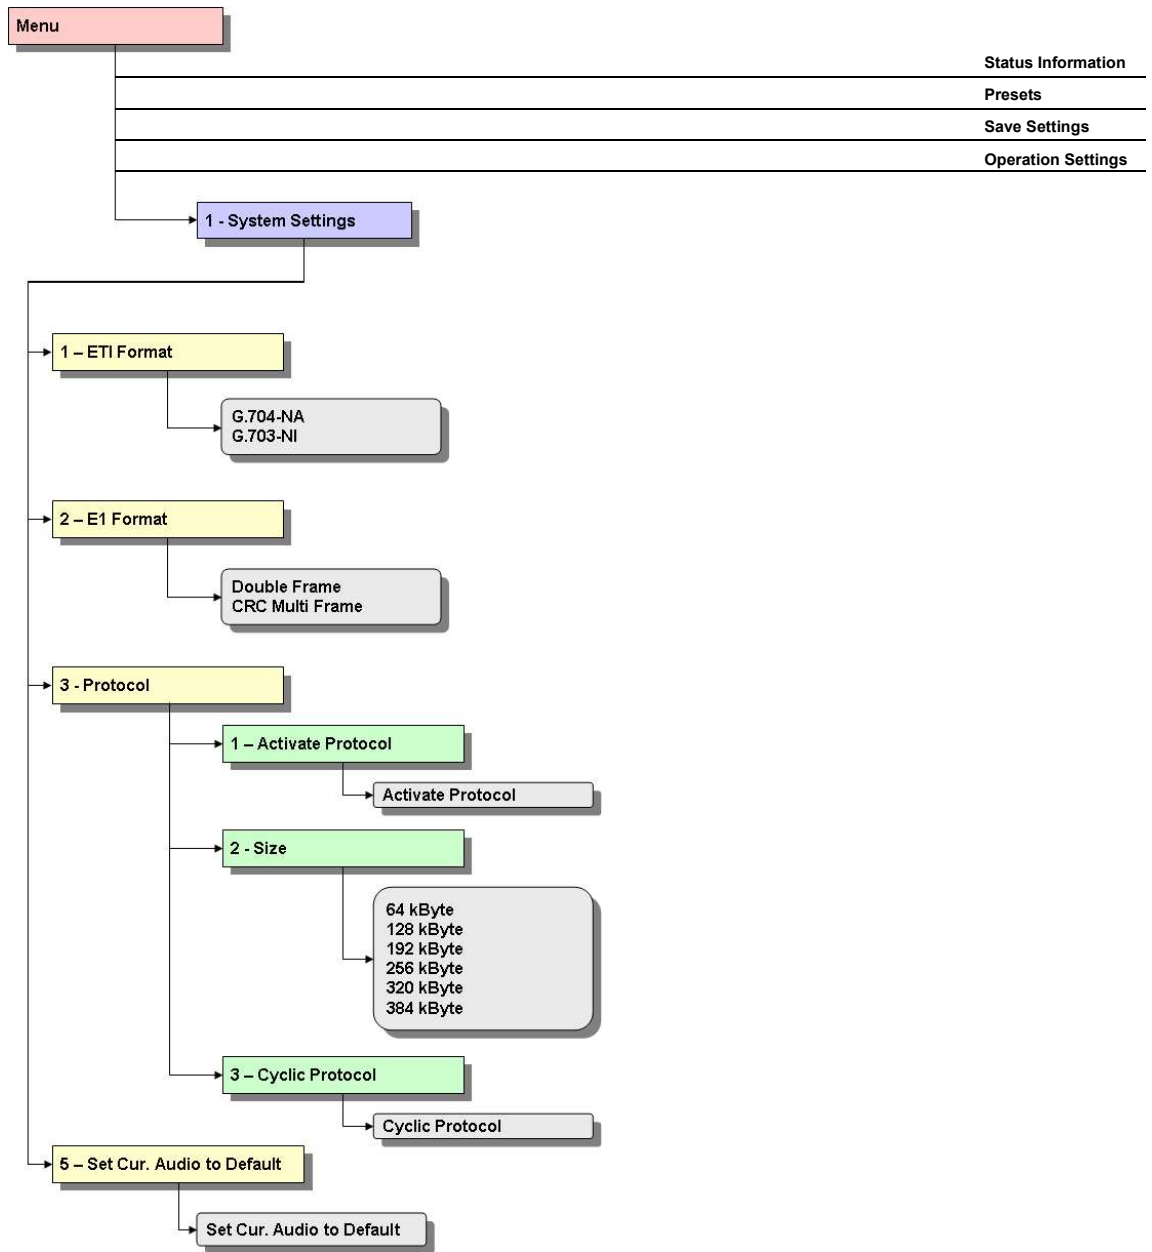 Menu
Status Information
Presets
Save Settings
Operation Settings
1 - System Settings
1 – ETI Format
G.704-NA
G.703-NI
2 – E1 Format
Double Frame
CRC Multi Frame
3 - Protocol
1 – Activate Protocol
Activate Protocol
2 - Size
64 kByte
128 kByte
192 kByte
256 kByte
320 kByte
384 kByte
3 – Cyclic Protocol
Cyclic Protocol
5 – Set Cur. Audio to Default
Set Cur. Audio to Default